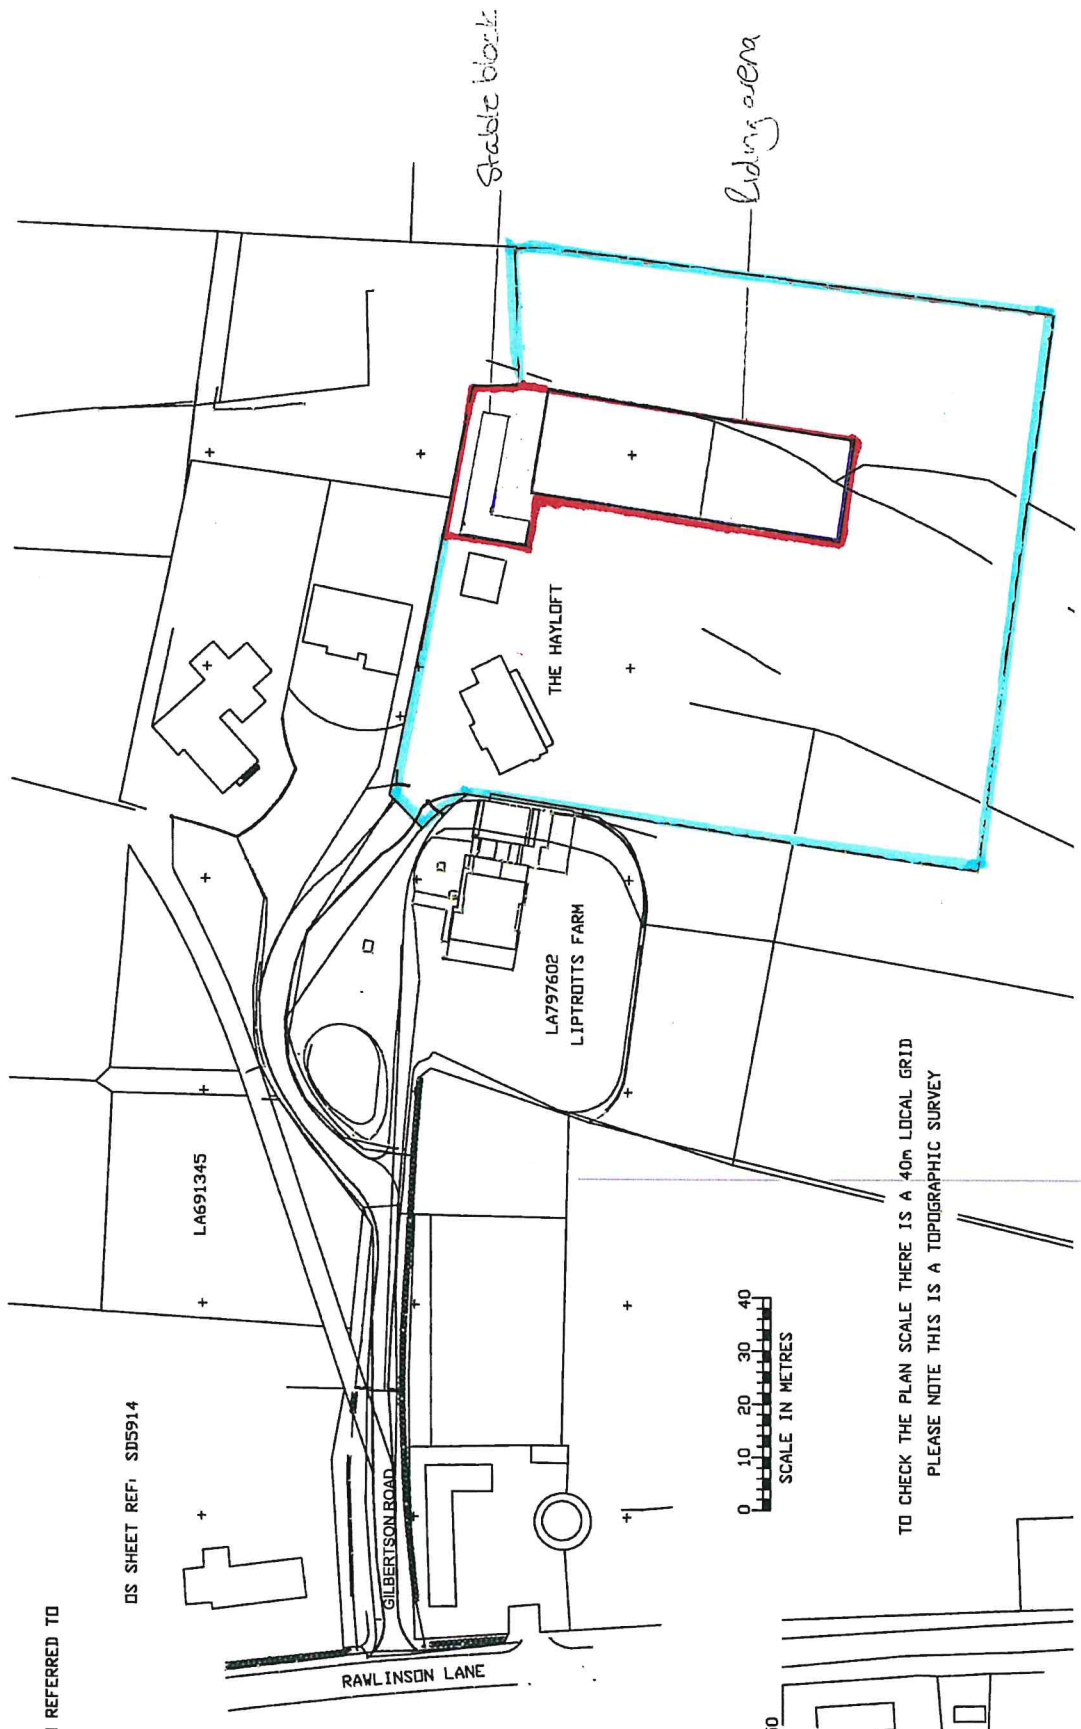 REFERRED TO
OS SHEET REF: SD5914
LA691345
GILBERTSON ROAD
RAWLINSON LANE
Stable block
Riding arena
THE HAYLOFT
LA797602
LIPTROTTS FARM
0 10 20 30 40
SCALE IN METRES
TO CHECK THE PLAN SCALE THERE IS A 40m LOCAL GRID
PLEASE NOTE THIS IS A TOPOGRAPHIC SURVEY